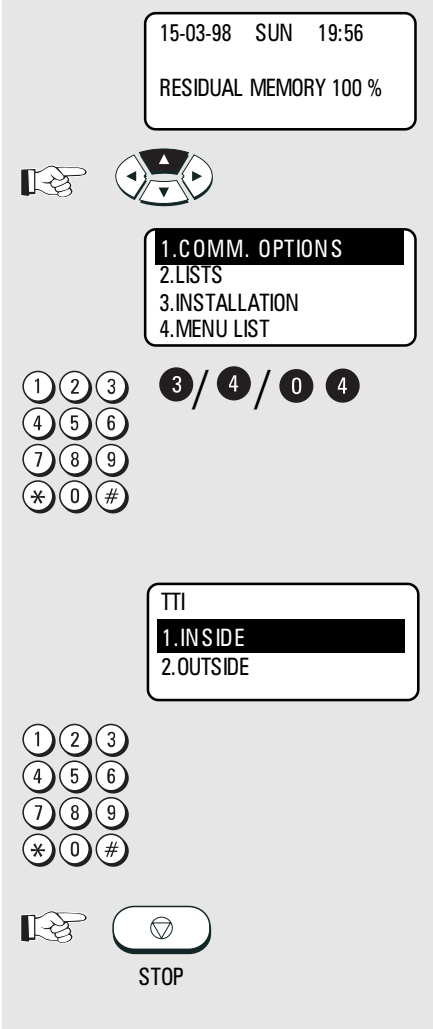 15-03-98 SUN 19:56
RESIDUAL MEMORY 100 %
1.COMM. OPTIONS
2.LISTS
3.INSTALLATION
4.MENU LIST
1 2 3 3 / 4 / 0 4
4 5 6
7 8 9
* 0 #
TTI
1.INSIDE
2.OUTSIDE
1 2 3
4 5 6
7 8 9
* 0 #
STOP